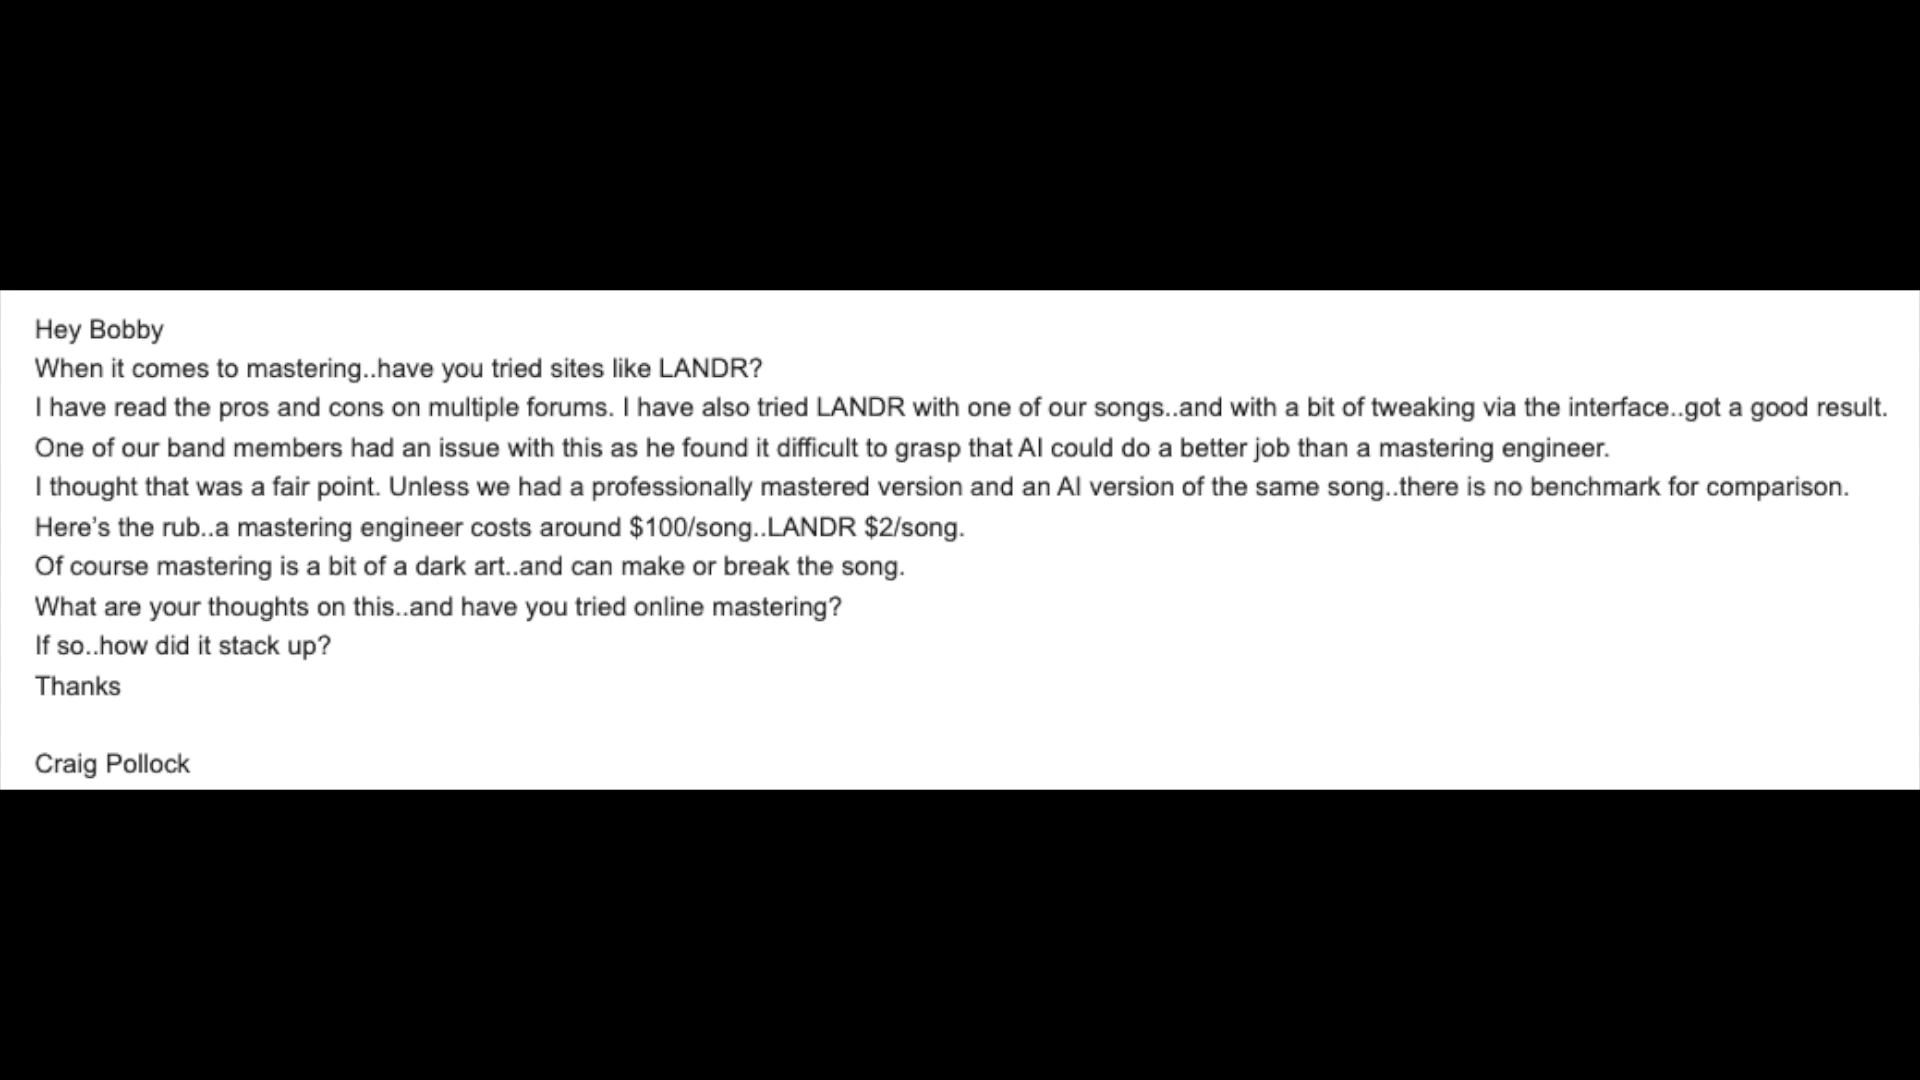 Hey Bobby
When it comes to mastering..have you tried sites like LANDR?
I have read the pros and cons on multiple forums. I have also tried LANDR with one of our songs..and with a bit of tweaking via the interface..got a good result.
One of our band members had an issue with this as he found it difficult to grasp that AI could do a better job than a mastering engineer.
I thought that was a fair point. Unless we had a professionally mastered version and an AI version of the same song..there is no benchmark for comparison.
Here’s the rub..a mastering engineer costs around $100/song..LANDR $2/song.
Of course mastering is a bit of a dark art..and can make or break the song.
What are your thoughts on this..and have you tried online mastering?
If so..how did it stack up?
Thanks
Craig Pollock